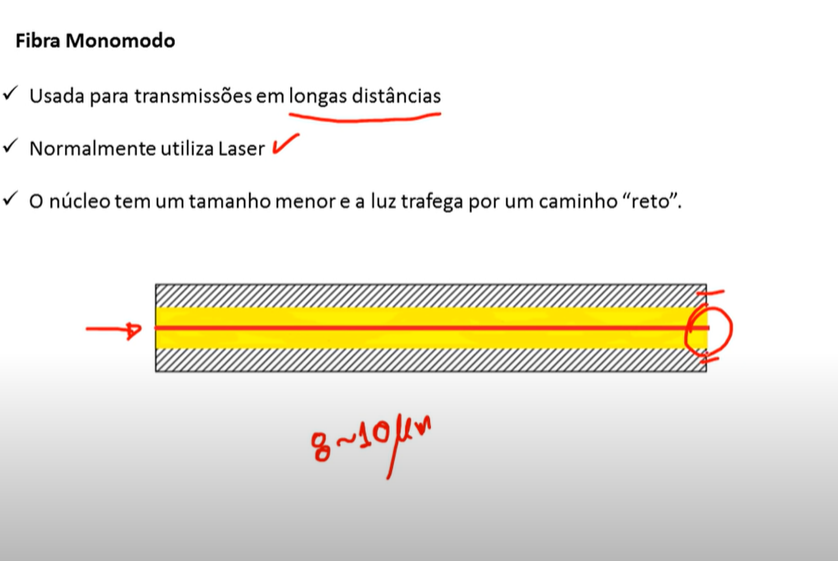 Fibra Monomodo
✓ Usada para transmissões em longas distâncias
✓ Normalmente utiliza Laser
✓ O núcleo tem um tamanho menor e a luz trafega por um caminho “reto”.
8~10μm